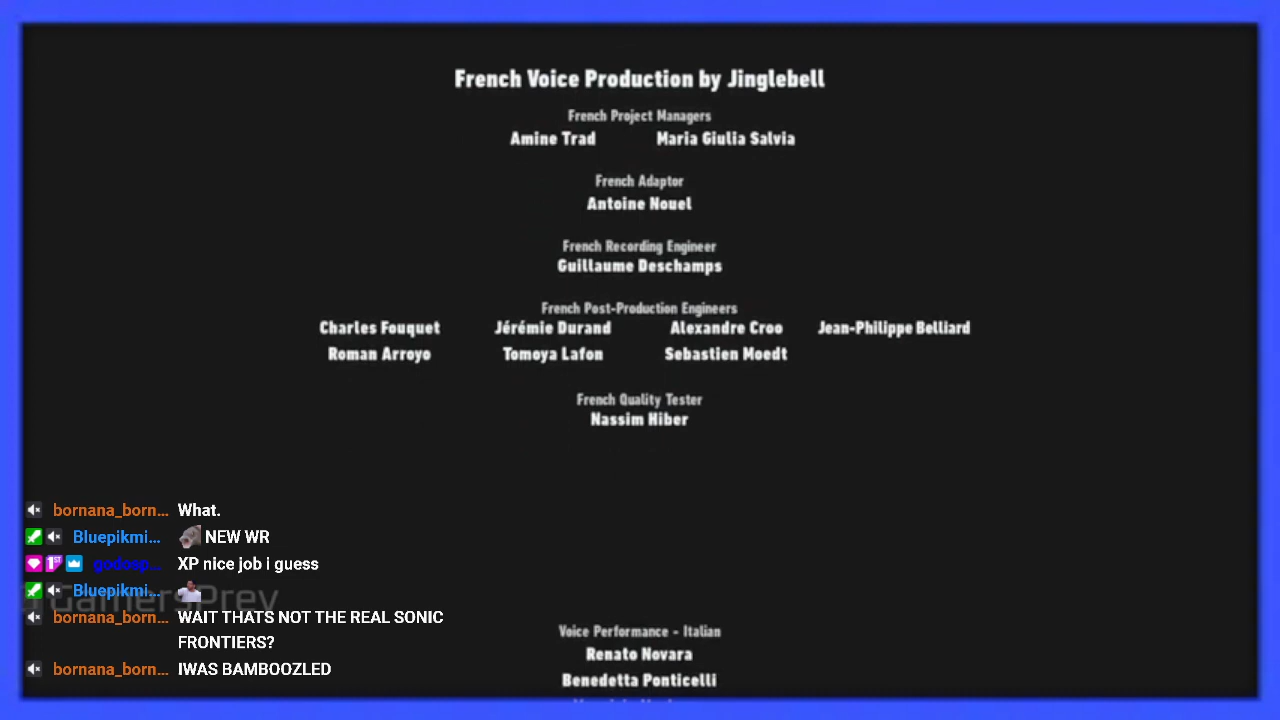 French Voice Production by Jinglebell
French Project Managers
Amine Trad Maria Giulia Salvia
French Adaptor
Antoine Nouel
French Recording Engineer
Guillaume Deschamps
French Post-Production Engineers
Charles Fouquet Jérémie Durand Alexandre Croo Jean-Philippe Belliard
Roman Arroyo Tomoya Lafon Sebastien Moedt
French Quality Tester
Nassim Hiber
bornana_born... What.
Bluepikmi... NEW WR
godosp... XP nice job i guess
Bluepikmi...
GamersPrev
bornana_born... WAIT THATS NOT THE REAL SONIC
FRONTIERS?
bornana_born... IWAS BAMBOOZLED
Voice Performance - Italian
Renato Novara
Benedetta Ponticelli